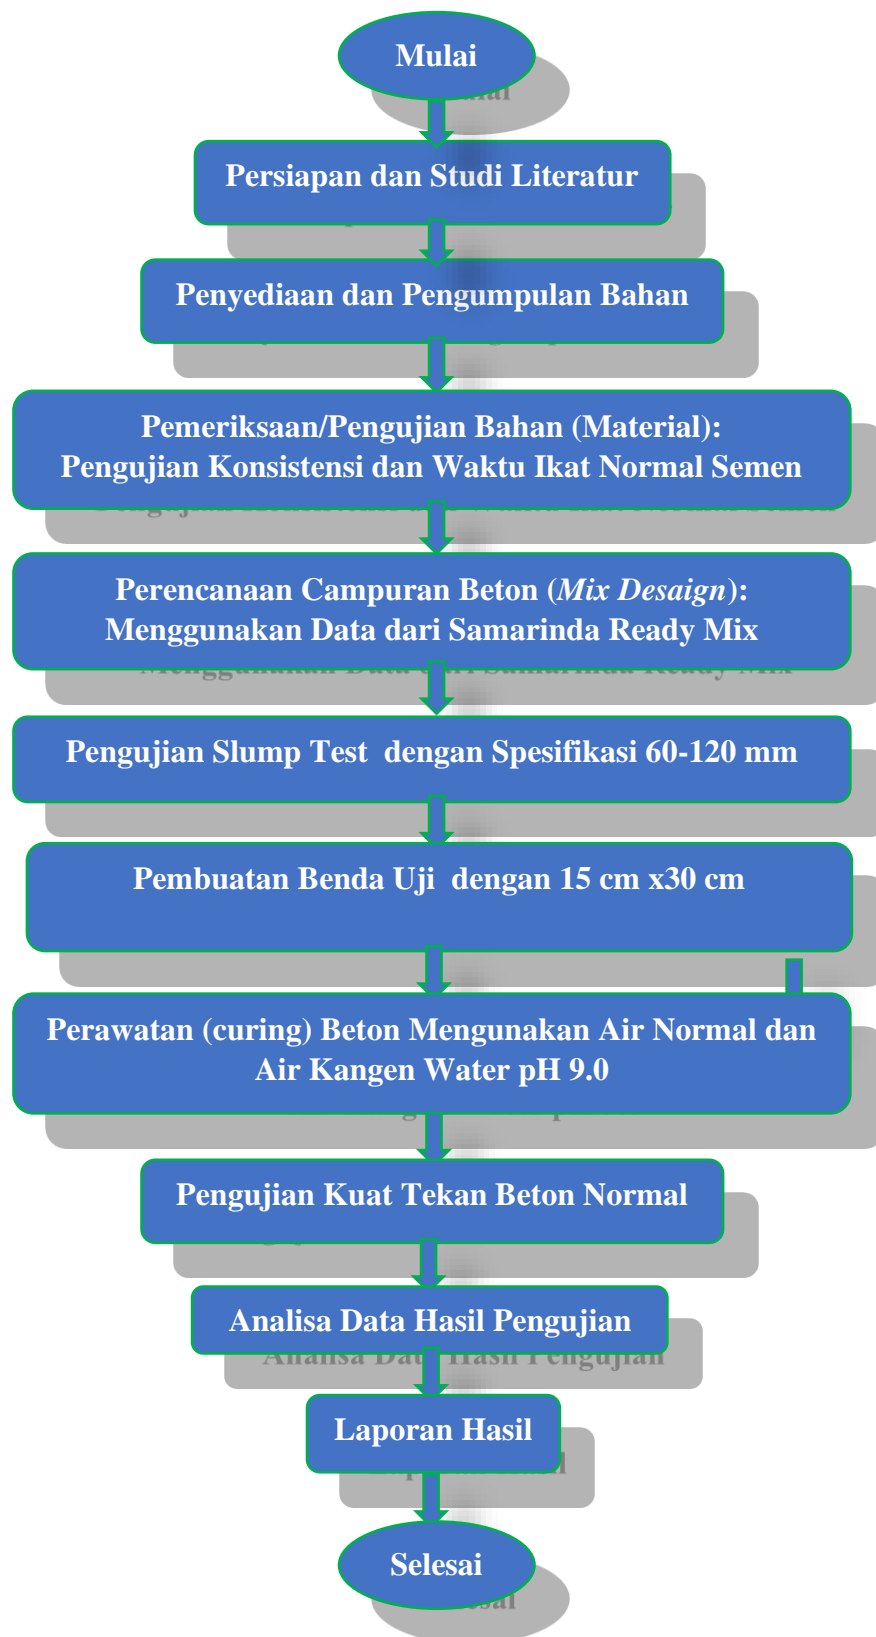 Mulai
Persiapan dan Studi Literatur
Penyediaan dan Pengumpulan Bahan
Pemeriksaan/Pengujian Bahan (Material):
Pengujian Konsistensi dan Waktu Ikat Normal Semen
Perencanaan Campuran Beton (Mix Desaign):
Menggunakan Data dari Samarinda Ready Mix
Pengujian Slump Test  dengan Spesifikasi 60-120 mm
Pembuatan Benda Uji  dengan 15 cm x30 cm
Perawatan (curing) Beton Mengunakan Air Normal dan
Air Kangen Water pH 9.0
Pengujian Kuat Tekan Beton Normal
Analisa Data Hasil Pengujian
Laporan Hasil
Selesai